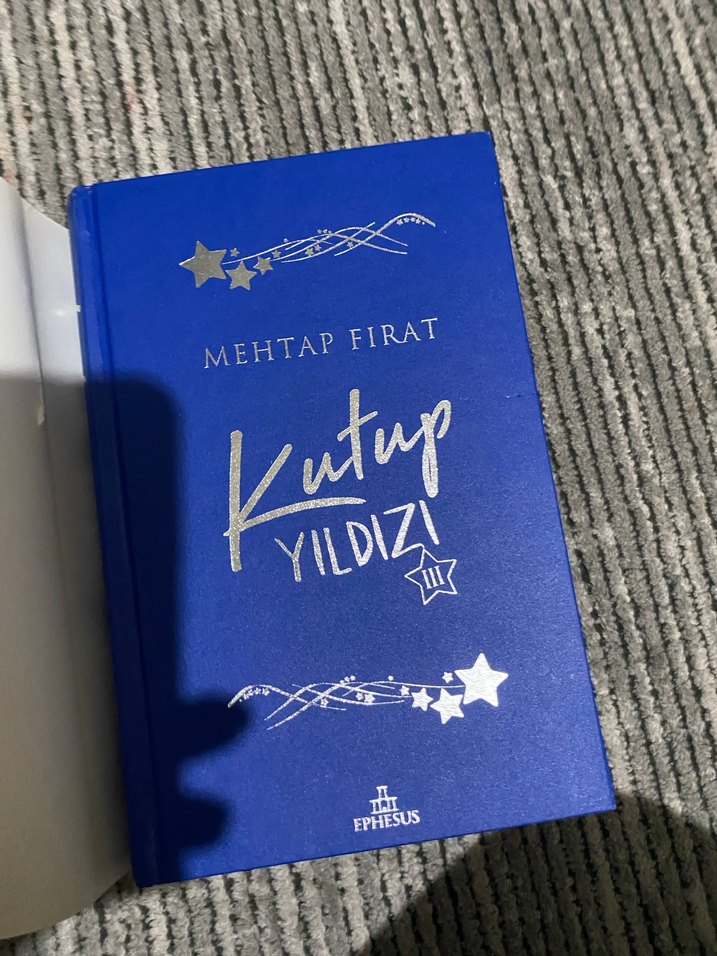 MEHTAP FIRAT
Kutup
YILDIZI
III
EPHESUS